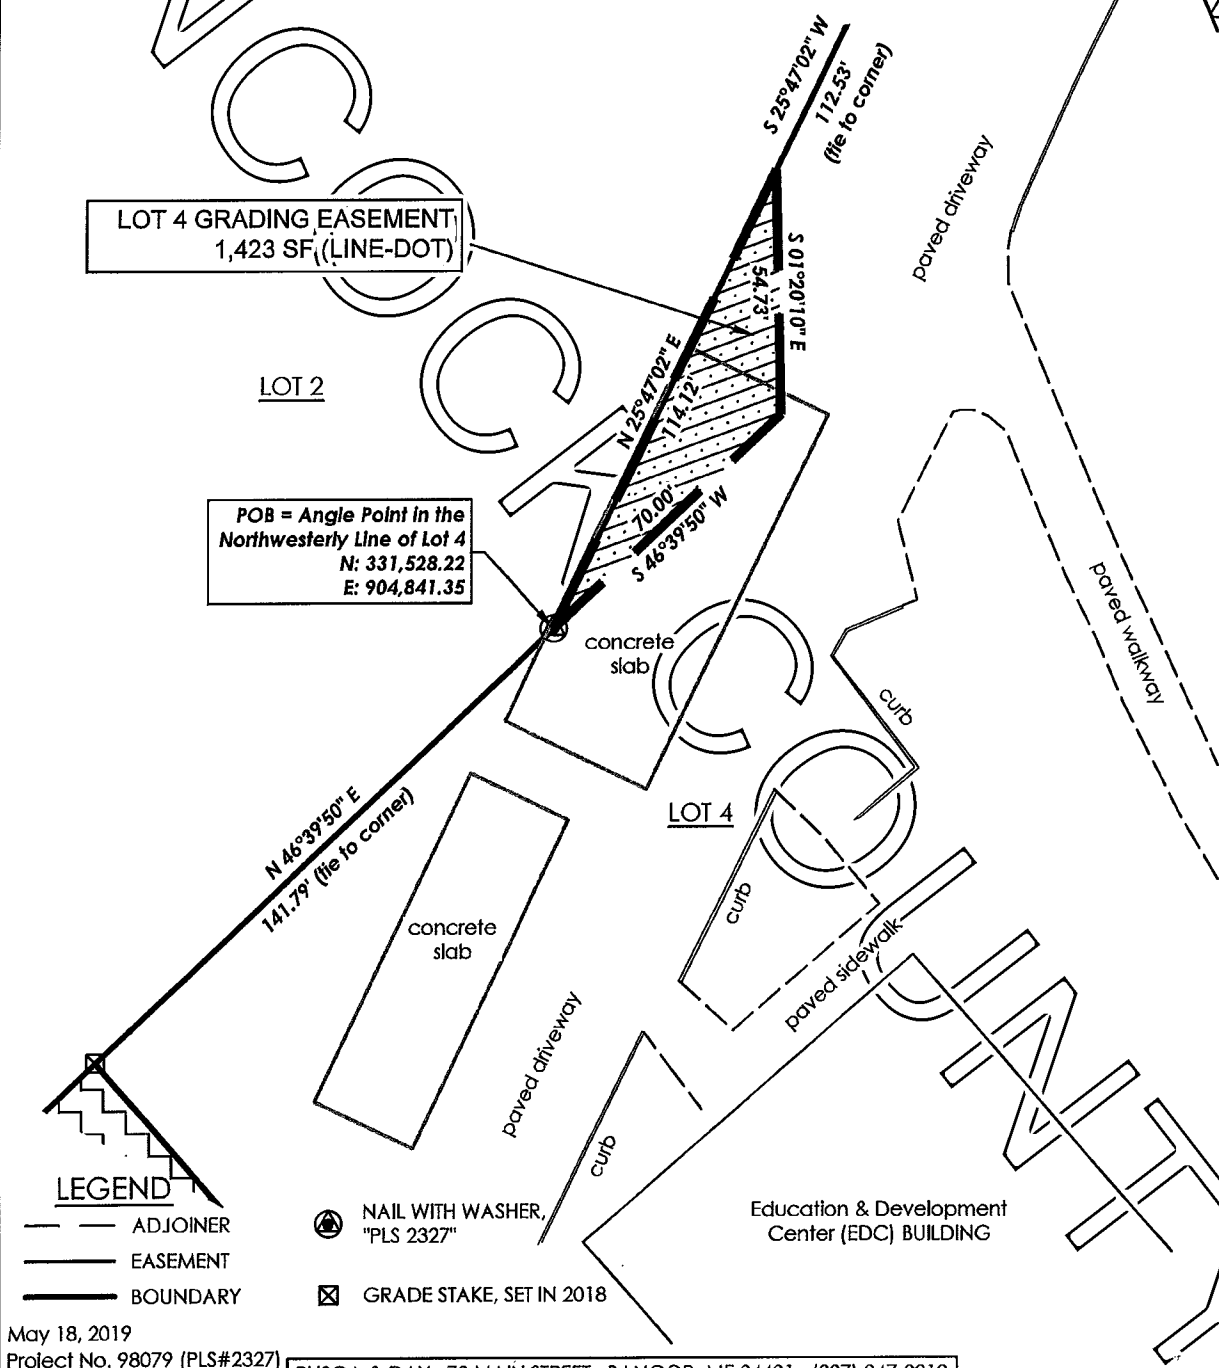 S 25°47'02" W
112.53'
(tie to corner)
LOT 4 GRADING EASEMENT
1,423 SF (LINE-DOT)
paved driveway
S 01°20'10" E
54.73'
N 25°47'02" E
114.12'
LOT 2
POB = Angle Point in the
Northwesterly Line of Lot 4
N: 331,528.22
E: 904,841.35
70.00'
S 46°39'50" W
concrete
slab
paved walkway
curb
N 46°39'50" E
141.79' (tie to corner)
LOT 4
curb
concrete
slab
paved sidewalk
paved driveway
curb
HANCOCK COUNTY
LEGEND
ADJOINER
EASEMENT
BOUNDARY
NAIL WITH WASHER,
"PLS 2327"
GRADE STAKE, SET IN 2018
Education & Development
Center (EDC) BUILDING
May 18, 2019
Project No. 98079 (PLS#2327)